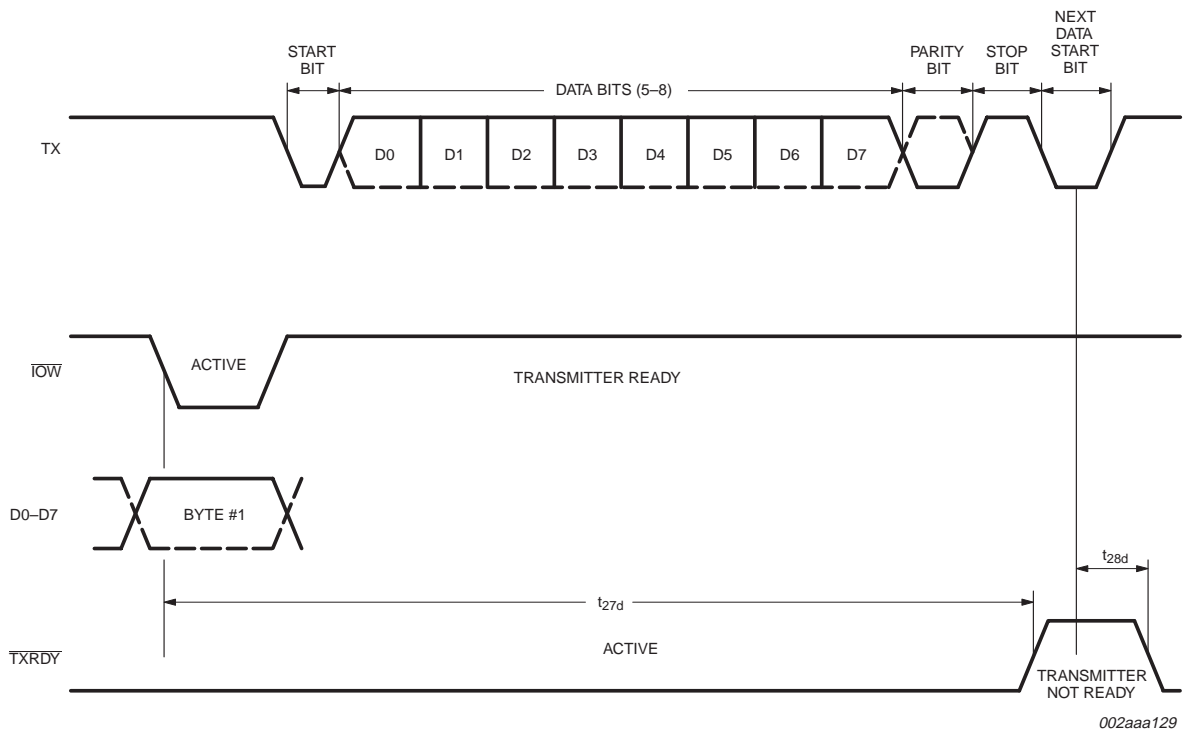 START
BIT
DATA BITS (5–8)
PARITY
BIT
STOP
BIT
NEXT
DATA
START
BIT
TX
D0 D1 D2 D3 D4 D5 D6 D7
IOW
ACTIVE
TRANSMITTER READY
D0–D7
BYTE #1
t28d
t27d
TXRDY
ACTIVE
TRANSMITTER
NOT READY
002aaa129